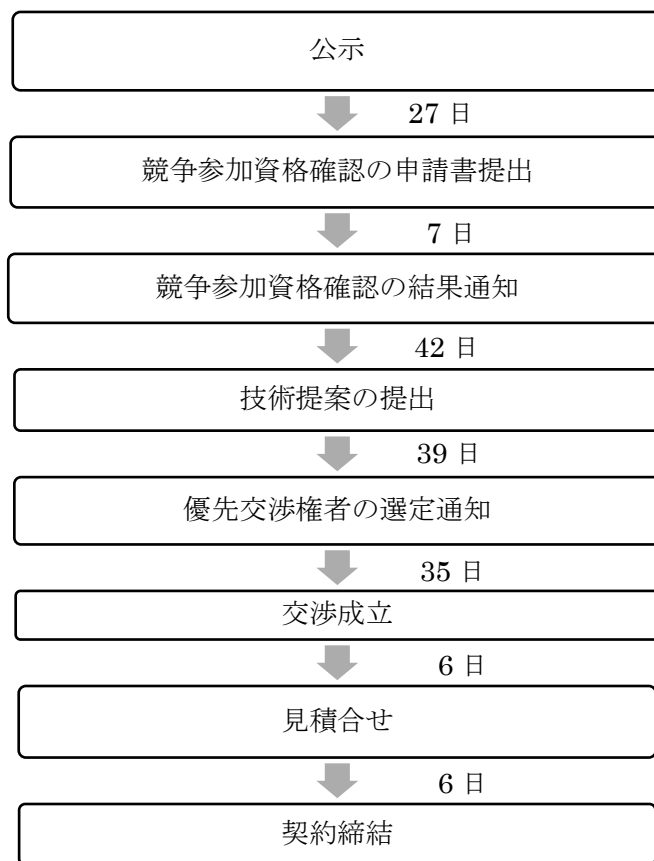 公示
27 日
競争参加資格確認の申請書提出
7 日
競争参加資格確認の結果通知
42 日
技術提案の提出
39 日
優先交渉権者の選定通知
35 日
交渉成立
6 日
見積合せ
6 日
契約締結